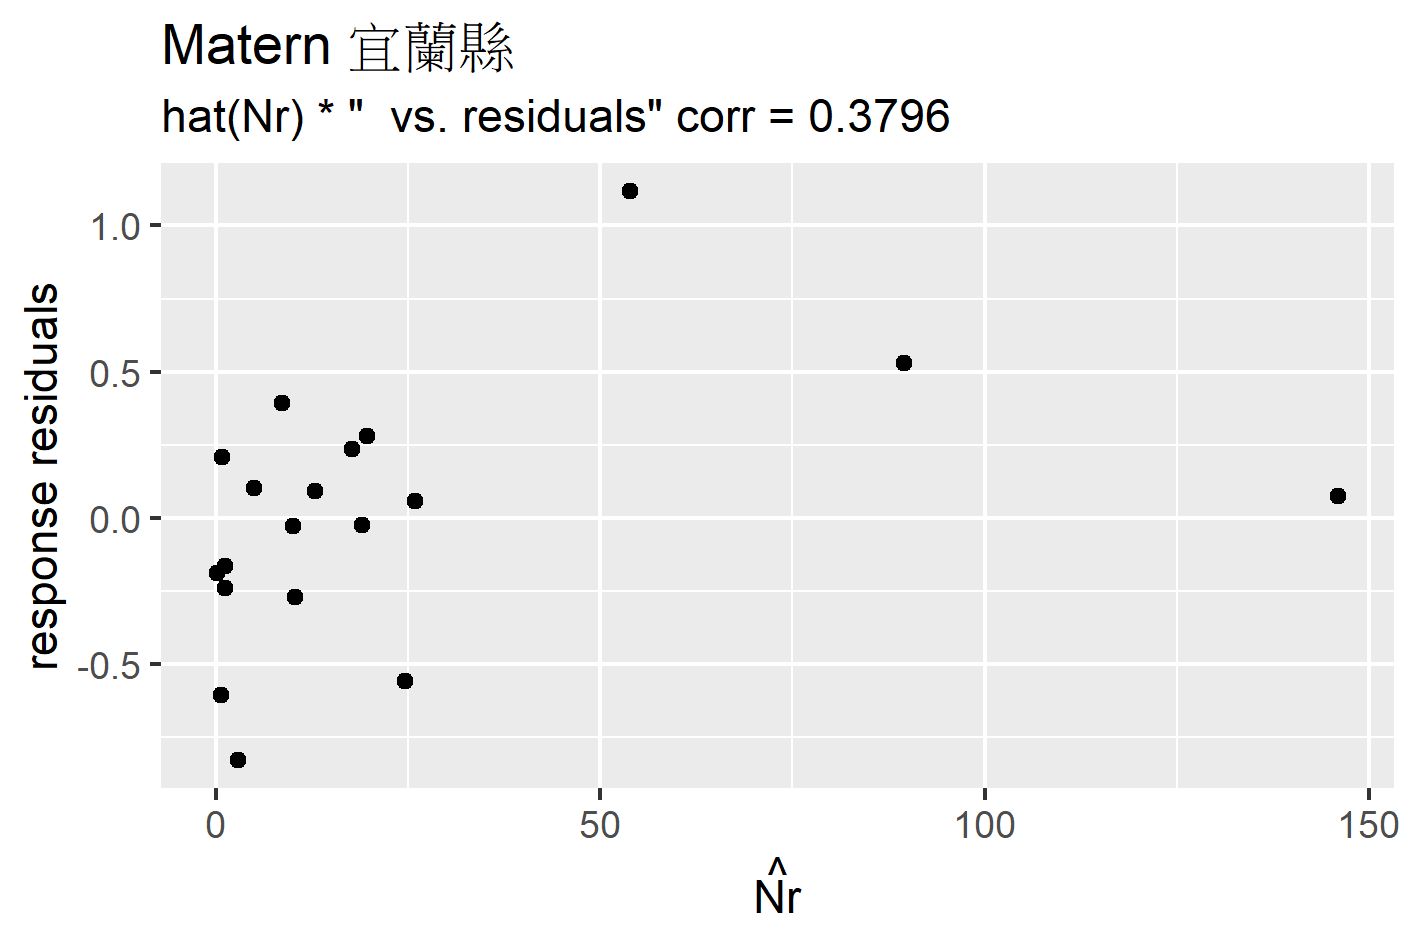 Matern 宜蘭縣
hat(Nr) * "  vs. residuals" corr = 0.3796
response residuals
1.0
0.5
0.0
-0.5
0
50
100
150
N̂r